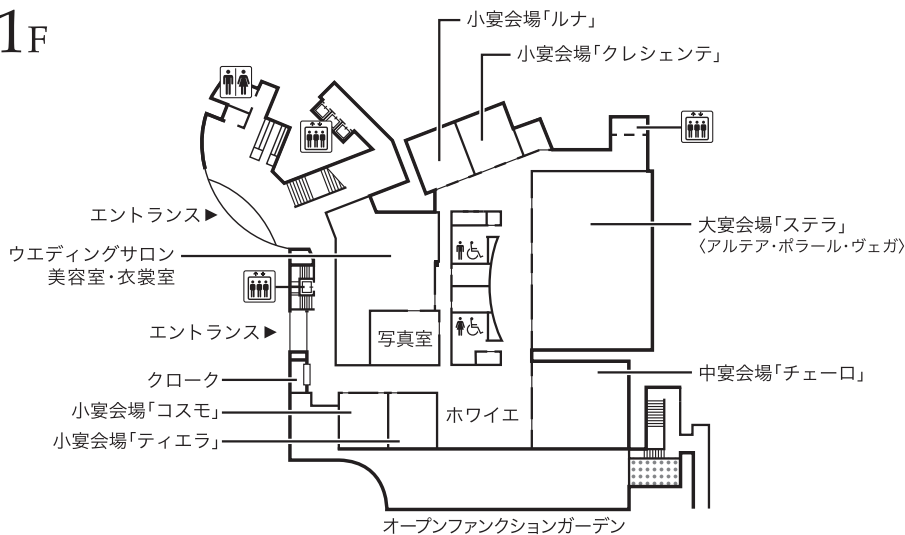 1F
小宴会場「ルナ」
小宴会場「クレシェンテ」
エントランス▶
大宴会場「ステラ」
〈アルテア・ポラール・ヴェガ〉
ウエディングサロン
美容室・衣裳室
写真室
エントランス▶
クローク
中宴会場「チェーロ」
小宴会場「コスモ」
ホワイエ
小宴会場「ティエラ」
オープンファンクションガーデン